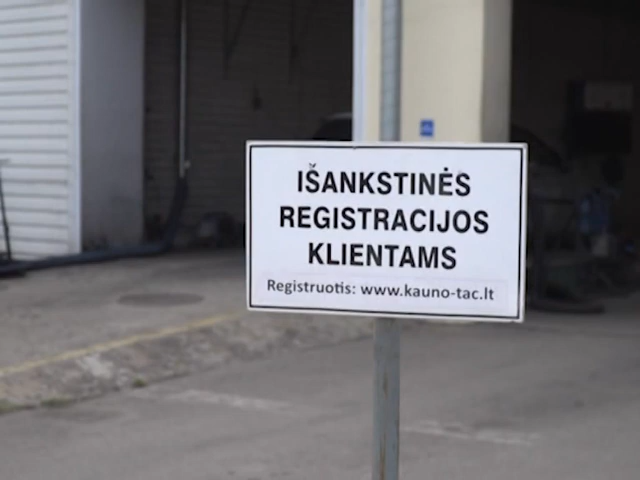 IŠANKSTINĖS
REGISTRACIJOS
KLIENTAMS
Registruotis: www.kauno-tac.lt